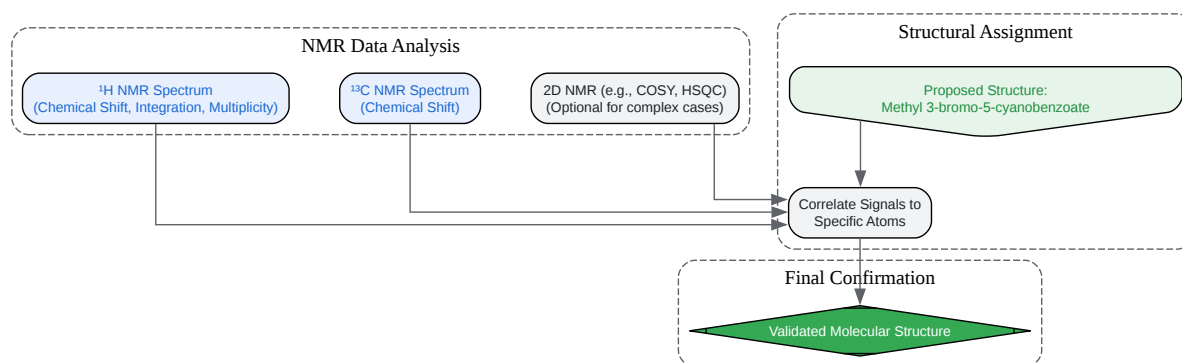 NMR Data Analysis
¹H NMR Spectrum
(Chemical Shift, Integration, Multiplicity)
¹³C NMR Spectrum
(Chemical Shift)
2D NMR (e.g., COSY, HSQC)
(Optional for complex cases)
Structural Assignment
Proposed Structure:
Methyl 3-bromo-5-cyanobenzoate
Correlate Signals to
Specific Atoms
Final Confirmation
Validated Molecular Structure